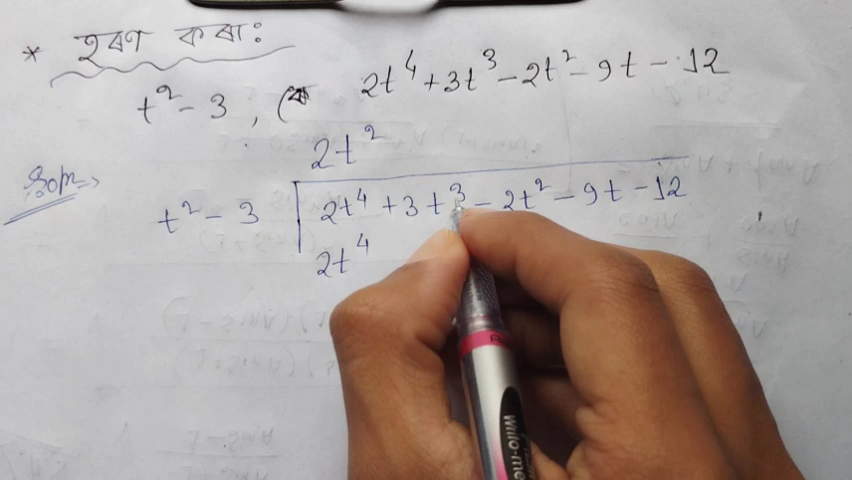 * হৰণ কৰা:
t² - 3, 2t⁴ + 3t³ - 2t² - 9t - 12
2t²
Soln =>
t² - 3 2t⁴ + 3t³ - 2t² - 9t - 12
2t⁴